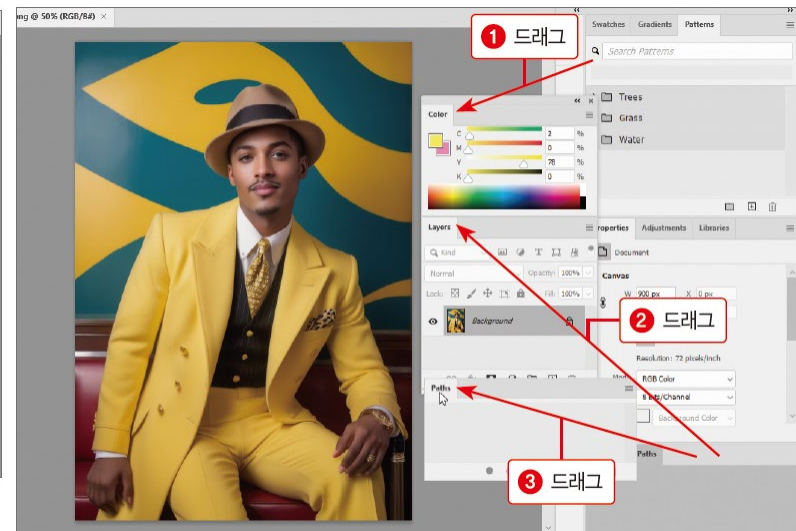 ng @ 50% (RGB/8#) ×
Swatches Gradients Patterns
1 드래그
Search Patterns
Trees
Grass
Water
Color
C 2 %
M 0 %
Y 78 %
K 0 %
Layers
roperties Adjustments Libraries
Kind
Document
Normal Opacity: 100%
Canvas
Lock: Fill: 100%
W 900 px X 0 px
Background
2 드래그
Resolution: 72 pixels/inch
RGB Color
Paths
8 Bits/Channel
Background Color
Paths
3 드래그